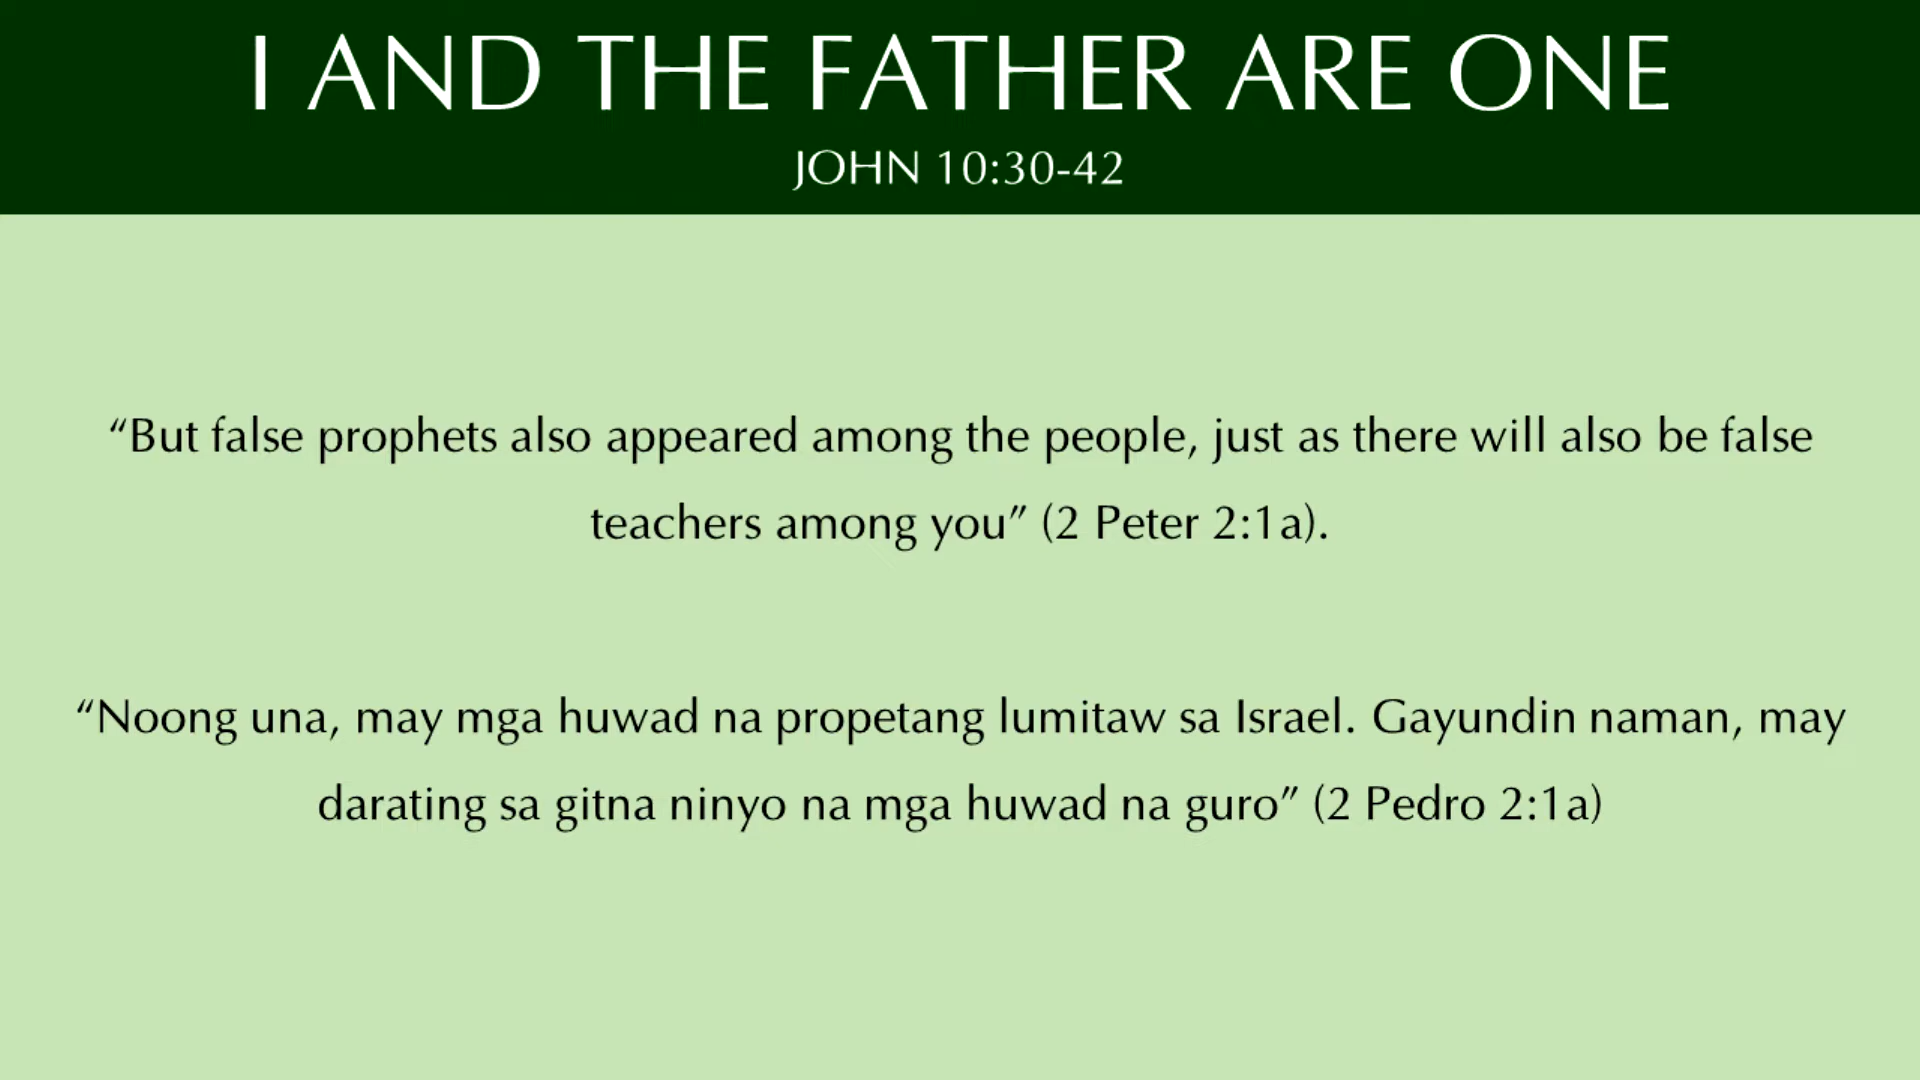 I AND THE FATHER ARE ONE
JOHN 10:30-42
“But false prophets also appeared among the people, just as there will also be false
teachers among you” (2 Peter 2:1a).
“Noong una, may mga huwad na propetang lumitaw sa Israel. Gayundin naman, may
darating sa gitna ninyo na mga huwad na guro” (2 Pedro 2:1a)